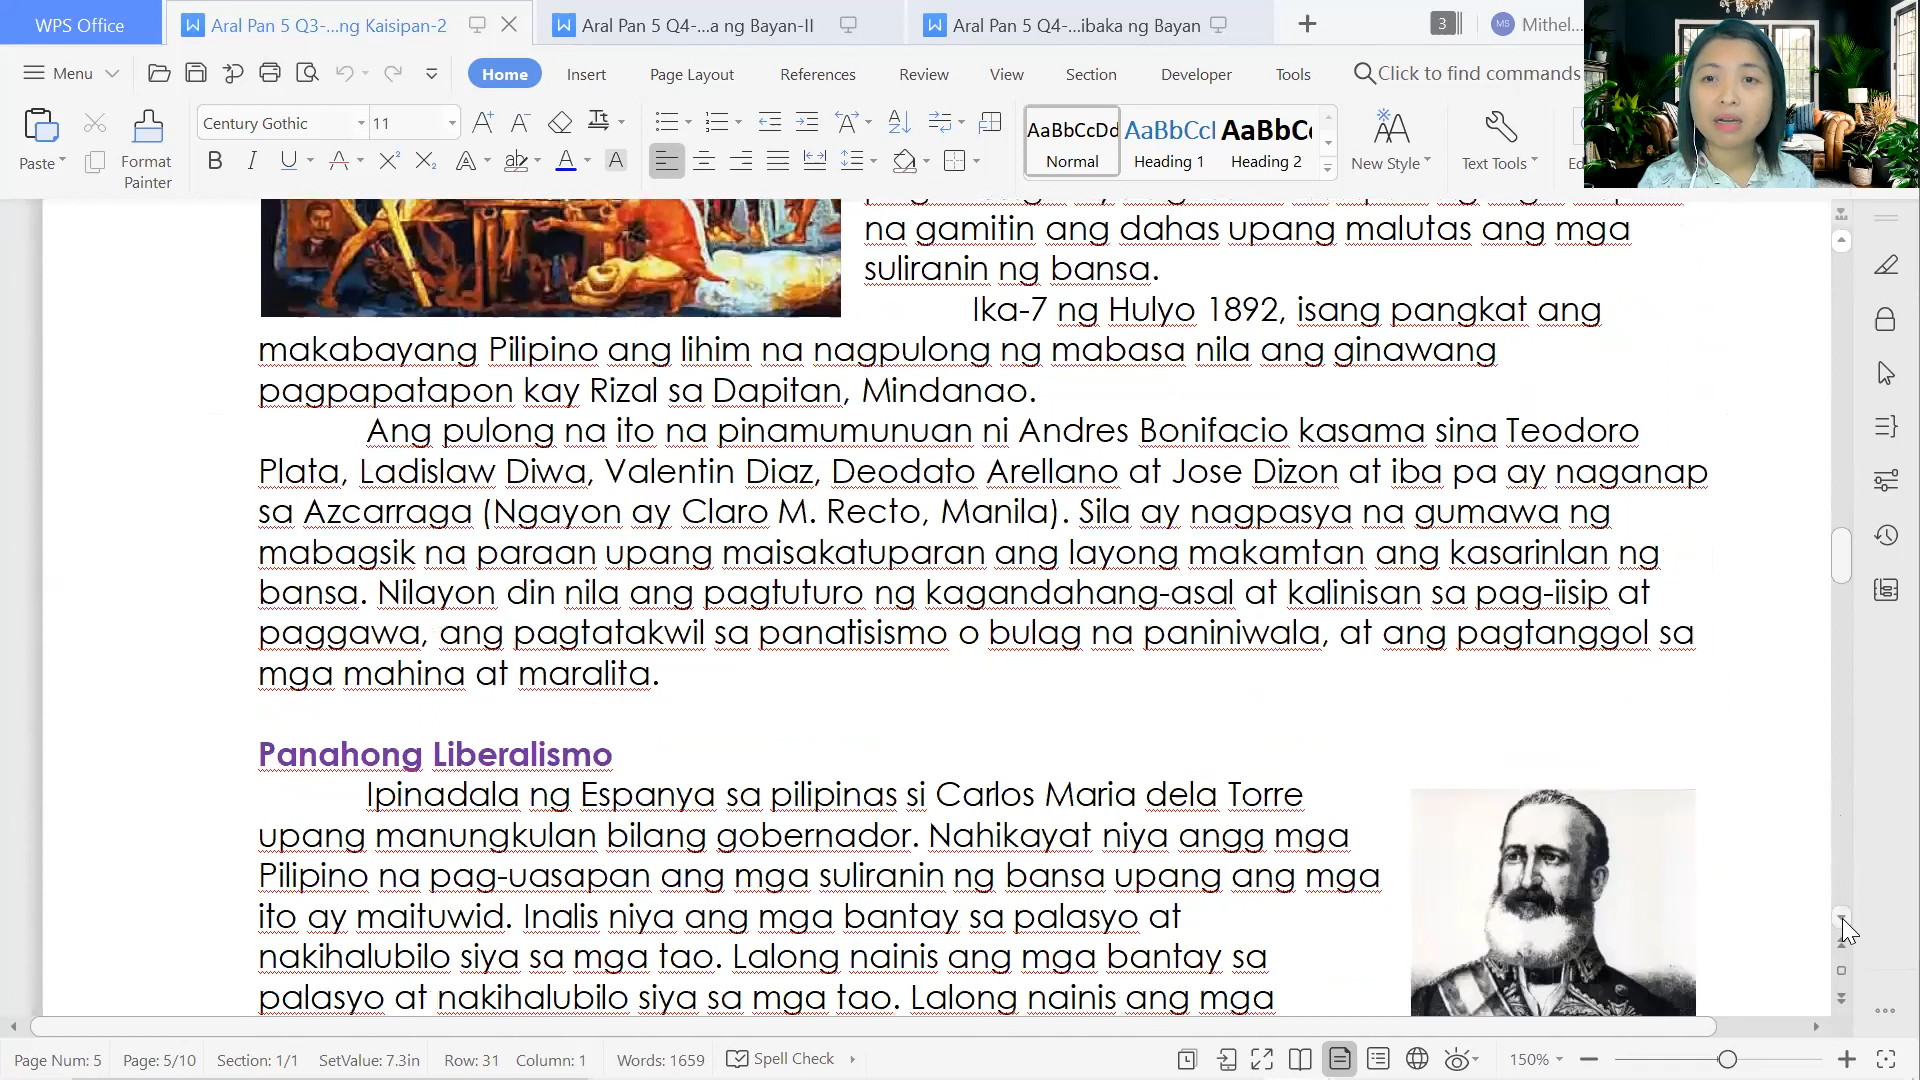 WPS Office
Aral Pan 5 Q3-...ng Kaisipan-2
Aral Pan 5 Q4-...a ng Bayan-II
Aral Pan 5 Q4-...ibaka ng Bayan
3
MS
Mithel...
Menu
Home
Insert
Page Layout
References
Review
View
Section
Developer
Tools
Click to find commands
Paste
Format Painter
Century Gothic
11
AaBbCcDd
Normal
AaBbCcl
Heading 1
AaBbCc
Heading 2
New Style
Text Tools
na gamitin ang dahas upang malutas ang mga
suliranin ng bansa.
Ika-7 ng Hulyo 1892, isang pangkat ang
makabayang Pilipino ang lihim na nagpulong ng mabasa nila ang ginawang
pagpapatapon kay Rizal sa Dapitan, Mindanao.
Ang pulong na ito na pinamumunuan ni Andres Bonifacio kasama sina Teodoro
Plata, Ladislaw Diwa, Valentin Diaz, Deodato Arellano at Jose Dizon at iba pa ay naganap
sa Azcarraga (Ngayon ay Claro M. Recto, Manila). Sila ay nagpasya na gumawa ng
mabagsik na paraan upang maisakatuparan ang layong makamtan ang kasarinlan ng
bansa. Nilayon din nila ang pagtuturo ng kagandahang-asal at kalinisan sa pag-iisip at
paggawa, ang pagtatakwil sa panatisismo o bulag na paniniwala, at ang pagtanggol sa
mga mahina at maralita.
Panahong Liberalismo
Ipinadala ng Espanya sa pilipinas si Carlos Maria dela Torre
upang manungkulan bilang gobernador. Nahikayat niya angg mga
Pilipino na pag-uasapan ang mga suliranin ng bansa upang ang mga
ito ay maituwid. Inalis niya ang mga bantay sa palasyo at
nakihalubilo siya sa mga tao. Lalong nainis ang mga bantay sa
palasyo at nakihalubilo siya sa mga tao. Lalong nainis ang mga
Page Num: 5
Page: 5/10
Section: 1/1
SetValue: 7.3in
Row: 31
Column: 1
Words: 1659
Spell Check
150%